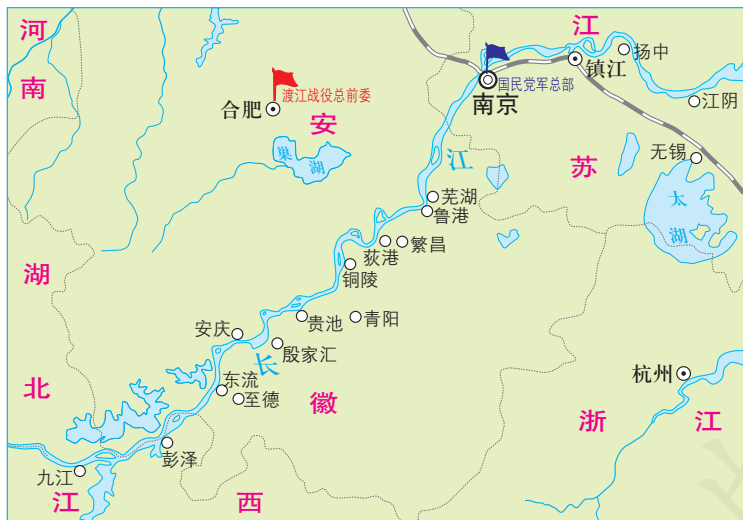 河
南
江
扬中
镇江
国民党军总部
南京
江阴
渡江战役总前委
合肥
安
巢
湖
江
苏
无锡
太
湖
芜湖
鲁港
荻港
繁昌
铜陵
湖
贵池
青阳
安庆
殷家汇
长
东流
至德
徽
北
杭州
浙
江
彭泽
九江
江
西